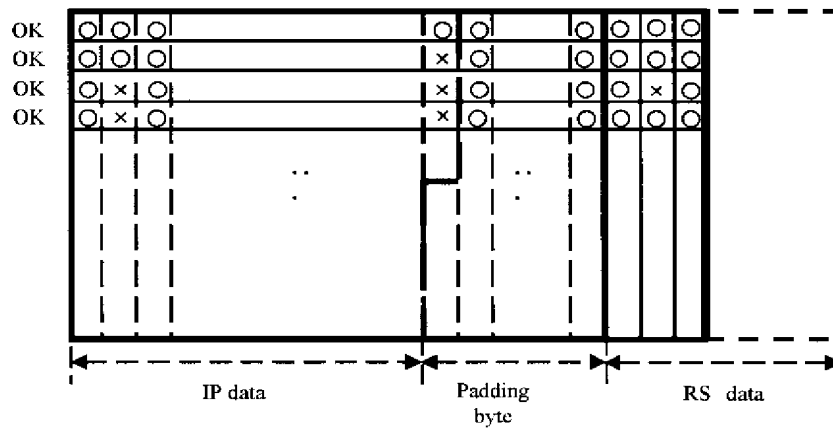 OK
OK
OK
OK
IP data
Padding
byte
RS data